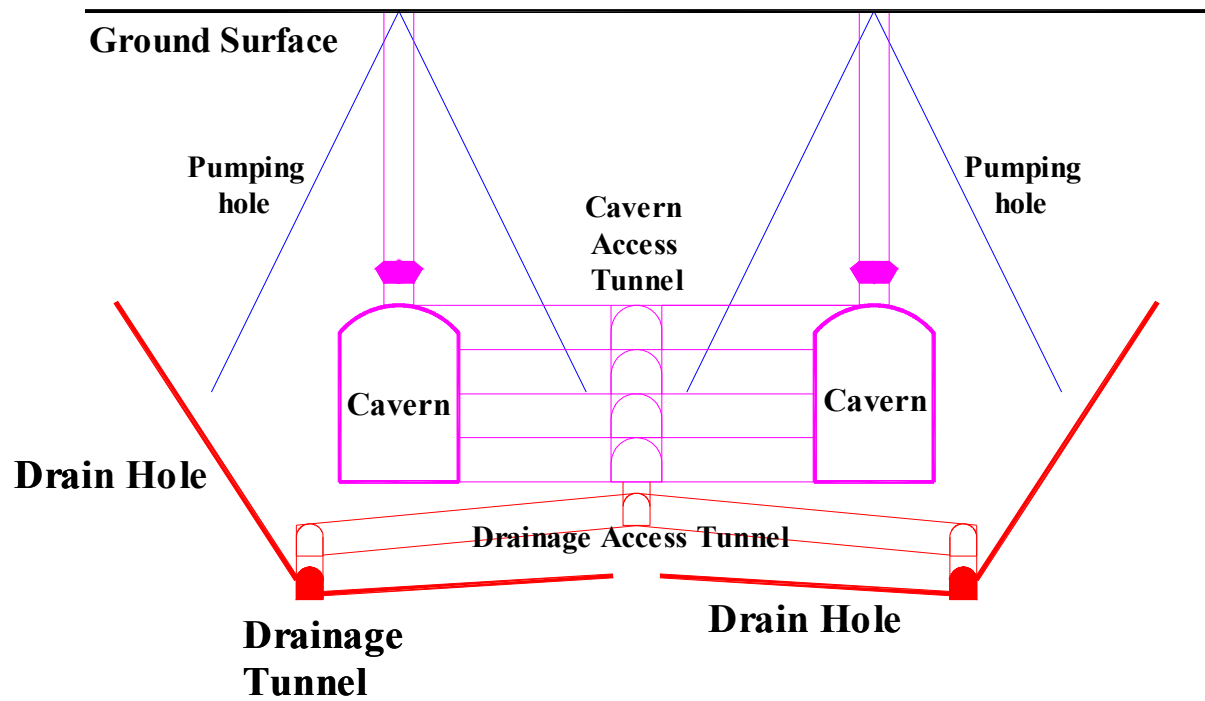 Ground Surface
Pumping
hole
Pumping
hole
Cavern
Access
Tunnel
Cavern
Cavern
Drain Hole
Drainage Access Tunnel
Drain Hole
Drainage
Tunnel